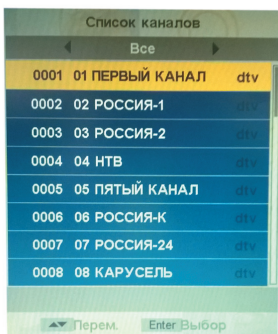 Список каналов
Все
0001 01 ПЕРВЫЙ КАНАЛ dtv
0002 02 РОССИЯ-1 dtv
0003 03 РОССИЯ-2 dtv
0004 04 НТВ dtv
0005 05 ПЯТЫЙ КАНАЛ dtv
0006 06 РОССИЯ-К dtv
0007 07 РОССИЯ-24 dtv
0008 08 КАРУСЕЛЬ dtv
Перем. Enter Выбор